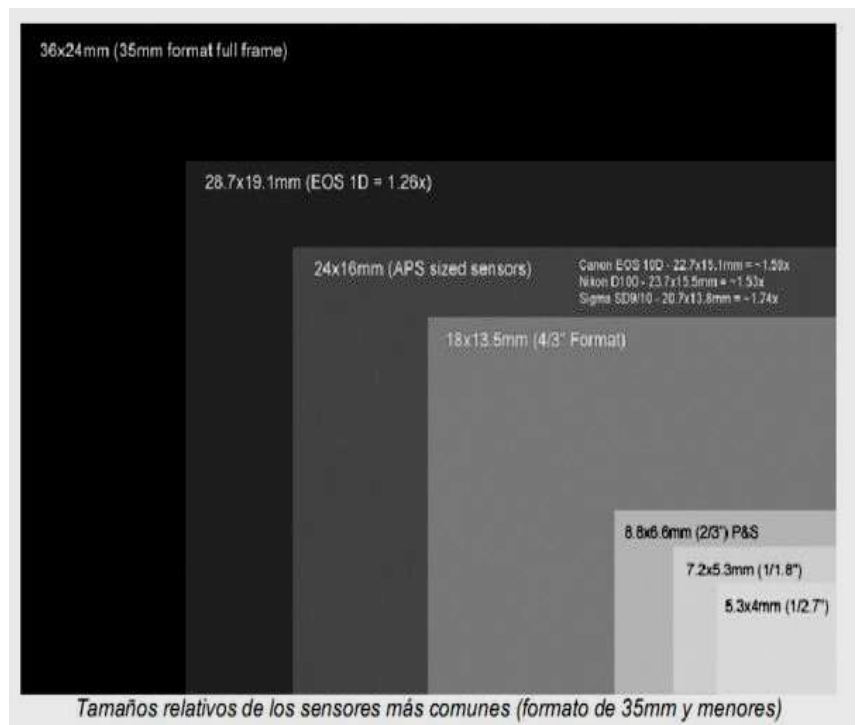 36x24mm (35mm format full frame)
28.7x19.1mm (EOS 1D = 1.26x)
24x16mm (APS sized sensors)
Canon EOS 10D - 22.7x15.1mm = ~1.59x
Nikon D100 - 23.7x15.5mm = ~1.53x
Sigma SD9/10 - 20.7x13.8mm = ~1.74x
18x13.5mm (4/3" Format)
8.8x6.6mm (2/3") P&S
7.2x5.3mm (1/1.8")
5.3x4mm (1/2.7")
Tamaños relativos de los sensores más comunes (formato de 35mm y menores)